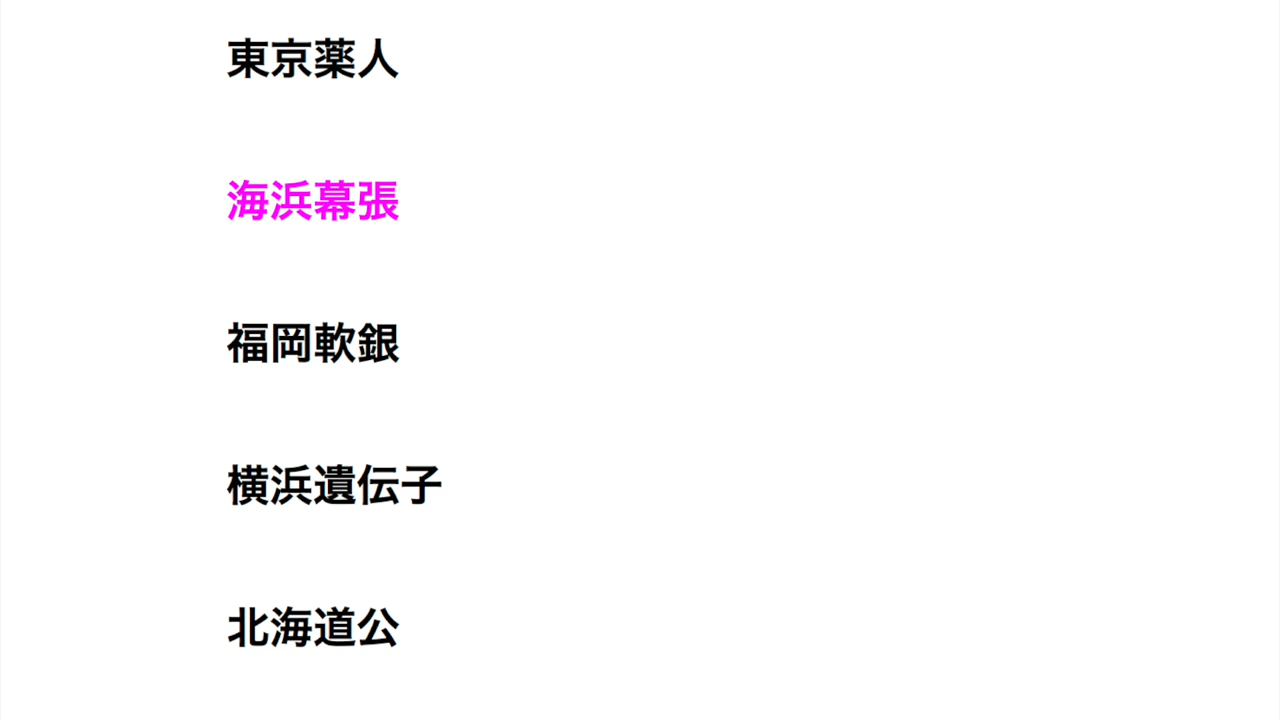 東京薬人
海浜幕張
福岡軟銀
横浜遺伝子
北海道公